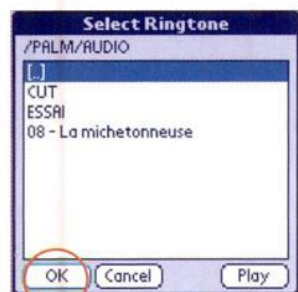 Select Ringtone
/PALM/AUDIO
[..]
CUT
ESSAI
08 - La michetonneuse
OK Cancel Play